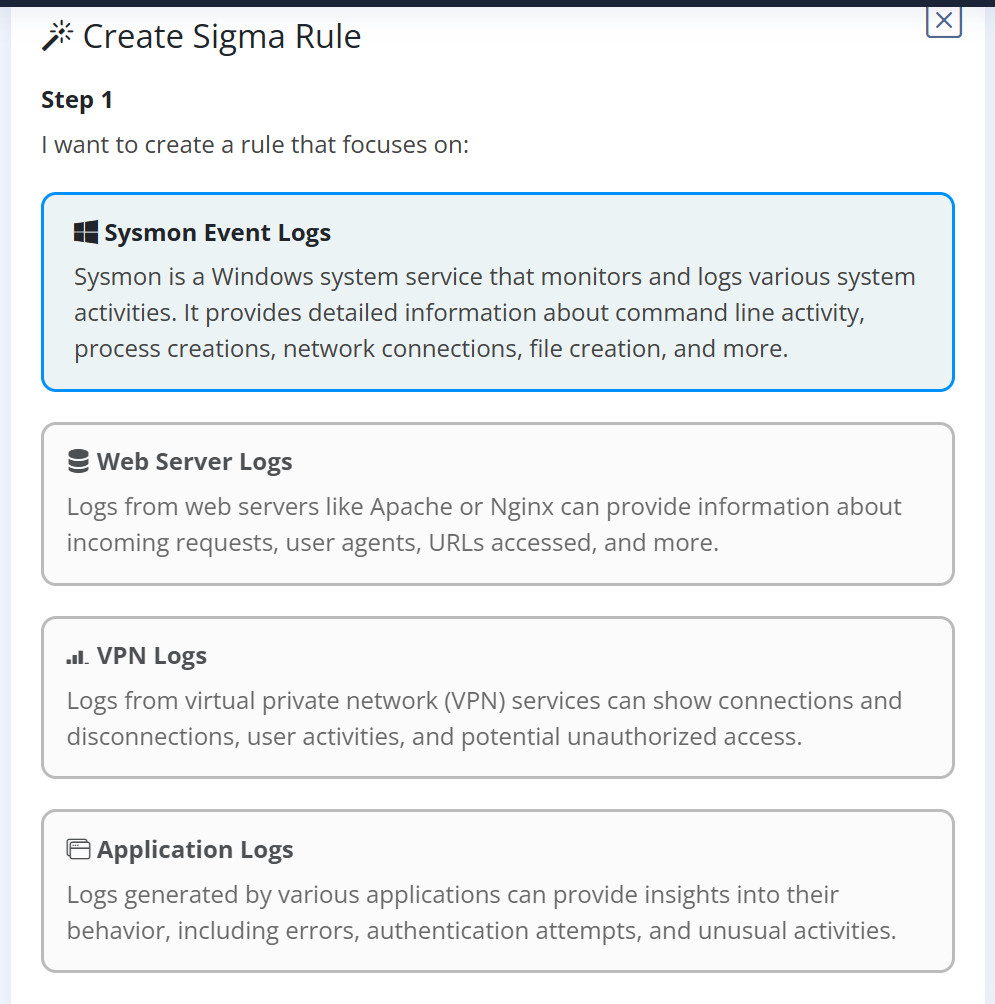 Create Sigma Rule
Step 1
I want to create a rule that focuses on:
Sysmon Event Logs
Sysmon is a Windows system service that monitors and logs various system
activities. It provides detailed information about command line activity,
process creations, network connections, file creation, and more.
Web Server Logs
Logs from web servers like Apache or Nginx can provide information about
incoming requests, user agents, URLs accessed, and more.
VPN Logs
Logs from virtual private network (VPN) services can show connections and
disconnections, user activities, and potential unauthorized access.
Application Logs
Logs generated by various applications can provide insights into their
behavior, including errors, authentication attempts, and unusual activities.